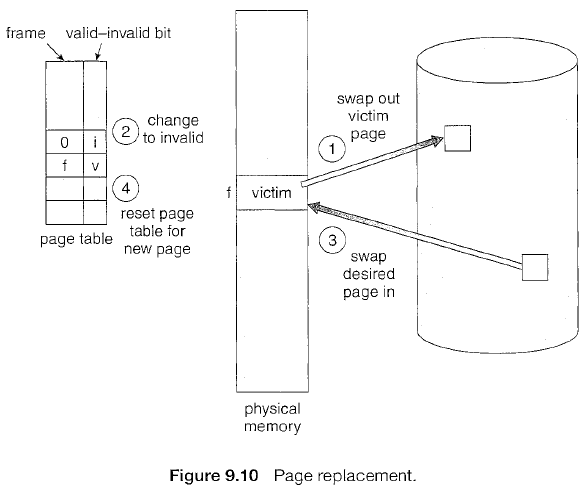 frame valid–invalid bit
0 i
f v
2 change
to invalid
4
reset page
table for
new page
page table
swap out
victim
page
1
f victim
3
swap
desired
page in
physical
memory
Figure 9.10 Page replacement.